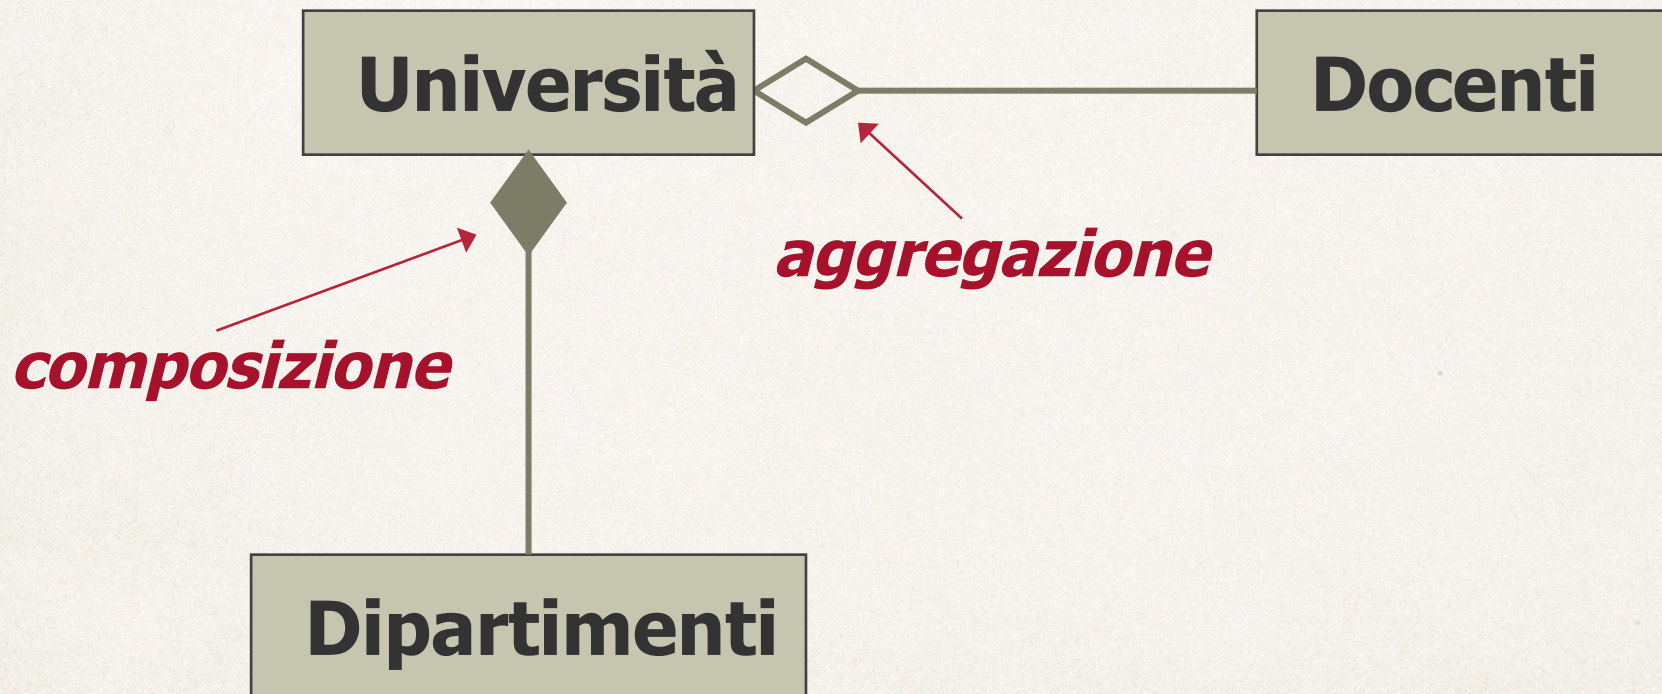 Università
Docenti
aggregazione
composizione
Dipartimenti